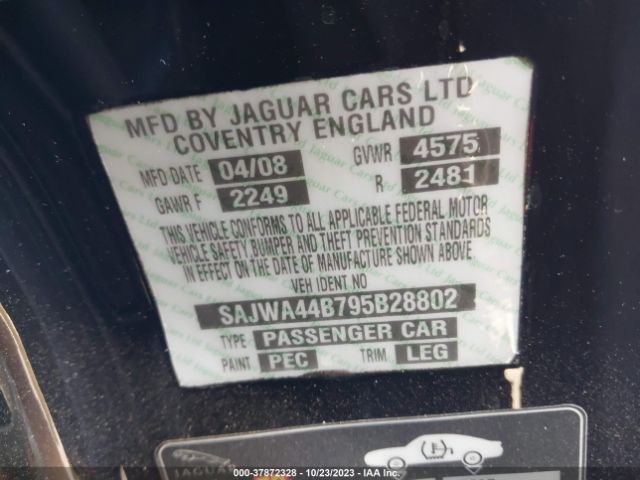 MFD BY JAGUAR CARS LTD
COVENTRY ENGLAND
MFD DATE 04/08 GVWR 4575
GAWR F 2249 R 2481
THIS VEHICLE CONFORMS TO ALL APPLICABLE FEDERAL MOTOR
VEHICLE SAFETY, BUMPER AND THEFT PREVENTION STANDARDS
IN EFFECT ON THE DATE OF MANUFACTURE SHOWN ABOVE.
VEH IDENT NO
SAJWA44B795B28802
TYPE: PASSENGER CAR
PAINT PEC TRIM LEG
JAGUAR
000-37872328 - 10/23/2023 - IAA Inc.